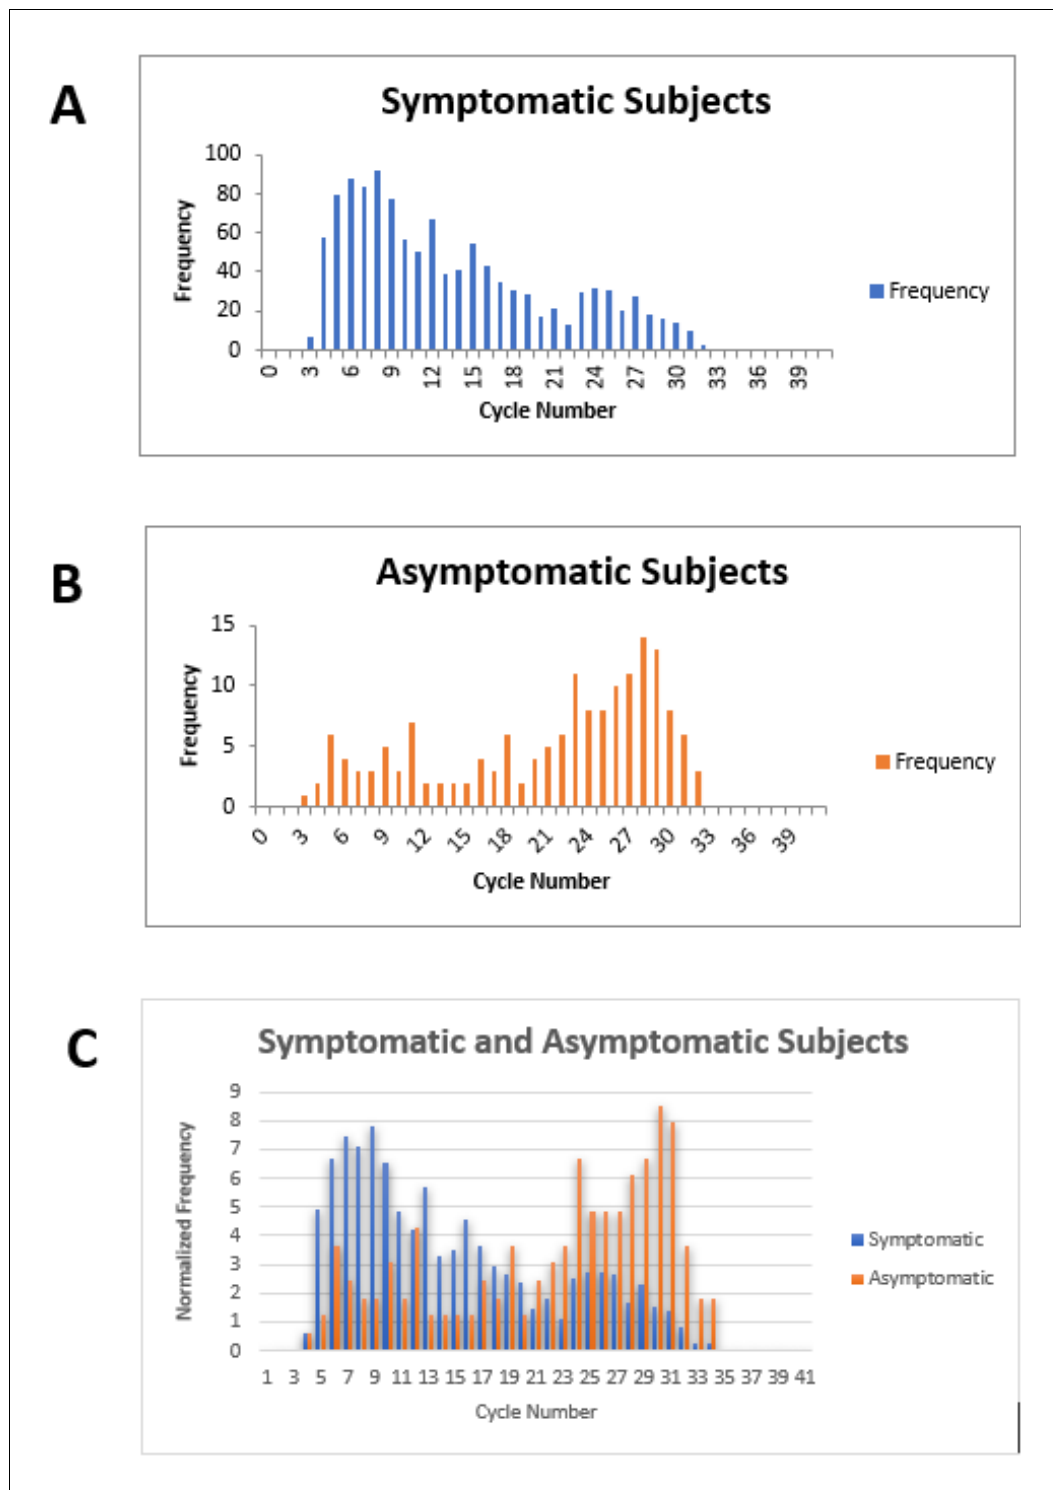 A
Symptomatic Subjects
100
80
60
40
20
0
Frequency
0 3 6 9 12 15 18 21 24 27 30 33 36 39
Cycle Number
Frequency
B
Asymptomatic Subjects
15
10
5
0
Frequency
0 3 6 9 12 15 18 21 24 27 30 33 36 39
Cycle Number
Frequency
C
Symptomatic and Asymptomatic Subjects
9
8
7
6
5
4
3
2
1
0
Normalized Frequency
1 3 5 7 9 11 13 15 17 19 21 23 25 27 29 31 33 35 37 39 41
Cycle Number
Symptomatic
Asymptomatic